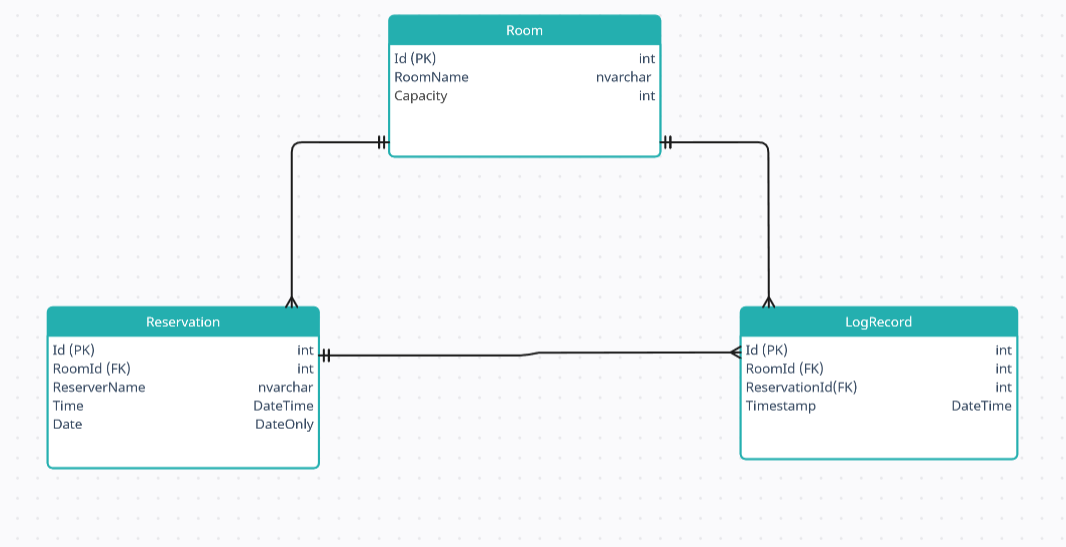 Room
Id (PK) int
RoomName nvarchar
Capacity int
Reservation
Id (PK) int
RoomId (FK) int
ReserverName nvarchar
Time DateTime
Date DateOnly
LogRecord
Id (PK) int
RoomId (FK) int
ReservationId(FK) int
Timestamp DateTime